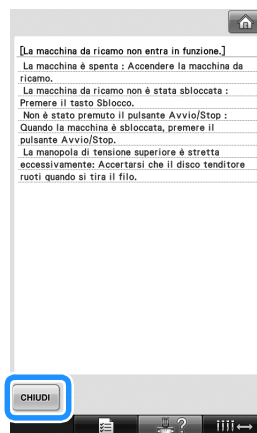 [La macchina da ricamo non entra in funzione.]
La macchina è spenta : Accendere la macchina da
ricamo.
La macchina da ricamo non è stata sbloccata :
Premere il tasto Sblocco.
Non è stato premuto il pulsante Avvio/Stop :
Quando la macchina è sbloccata, premere il
pulsante Avvio/Stop.
La manopola di tensione superiore è stretta
eccessivamente: Accertarsi che il disco tenditore
ruoti quando si tira il filo.
CHIUDI
?